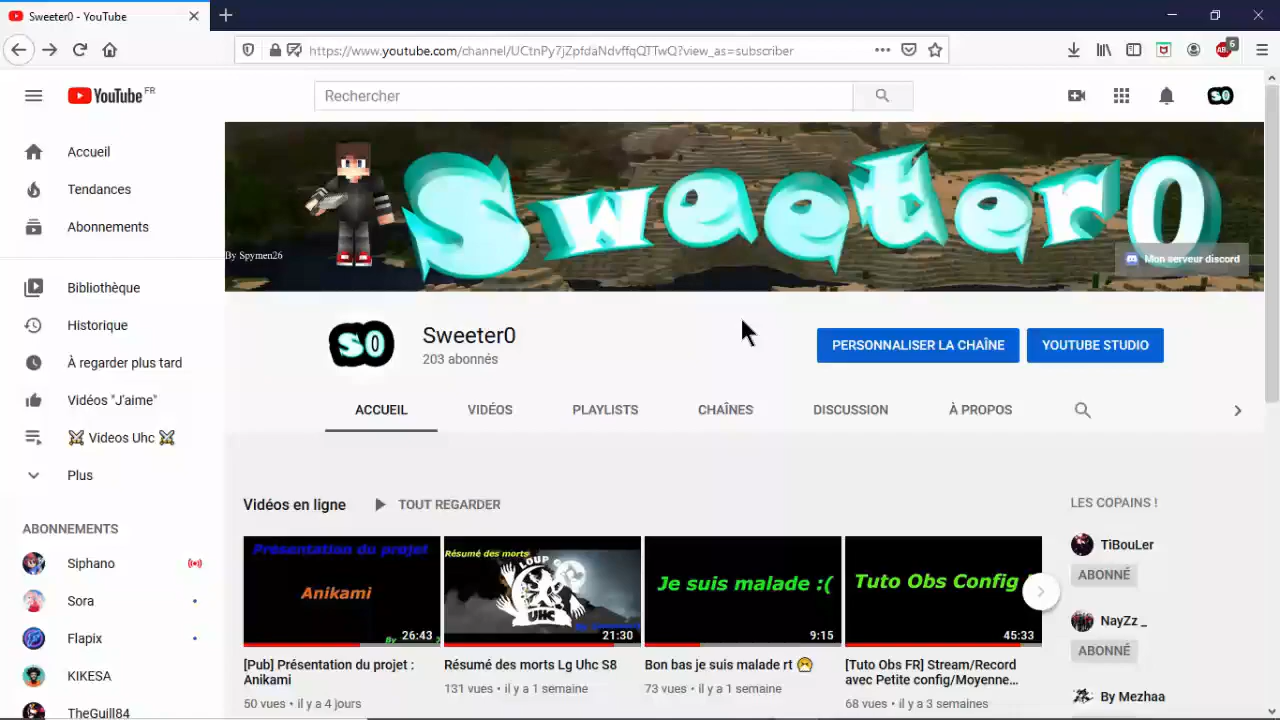 Sweeter0 - YouTube
https://www.youtube.com/channel/UCtnPy7jZpfdaNdvffqQTTwQ?view_as=subscriber
6
YouTube FR
Rechercher
S0
Accueil
Tendances
Abonnements
Bibliothèque
Historique
À regarder plus tard
Vidéos "J'aime"
⚔ Videos Uhc ⚔
Plus
ABONNEMENTS
Siphano
Sora
Flapix
KIKESA
TheGuill84
Sweeter0
By Spymen26
Mon serveur discord
S0
Sweeter0
203 abonnés
PERSONNALISER LA CHAÎNE
YOUTUBE STUDIO
ACCUEIL
VIDÉOS
PLAYLISTS
CHAÎNES
DISCUSSION
À PROPOS
Vidéos en ligne
TOUT REGARDER
Présentation du projet
Anikami
26:43
[Pub] Présentation du projet :
Anikami
50 vues • il y a 4 jours
Résumé des morts
LOUP
UHC
21:30
Résumé des morts Lg Uhc S8
131 vues • il y a 1 semaine
Je suis malade :(
9:15
Bon bas je suis malade rt 😷
73 vues • il y a 1 semaine
Tuto Obs Config
45:33
[Tuto Obs FR] Stream/Record
avec Petite config/Moyenne...
68 vues • il y a 3 semaines
LES COPAINS !
TiBouLer
ABONNÉ
NayZz _
ABONNÉ
By Mezhaa